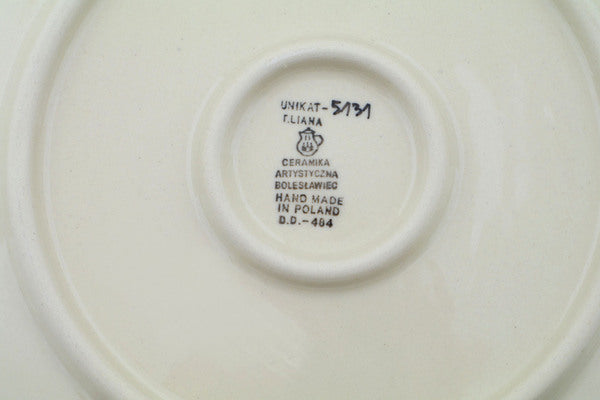 UNIKAT-5131
T.LIANA
CERAMIKA
ARTYSTYCZNA
BOLESŁAWIEC
HAND MADE
IN POLAND
D.D.-484